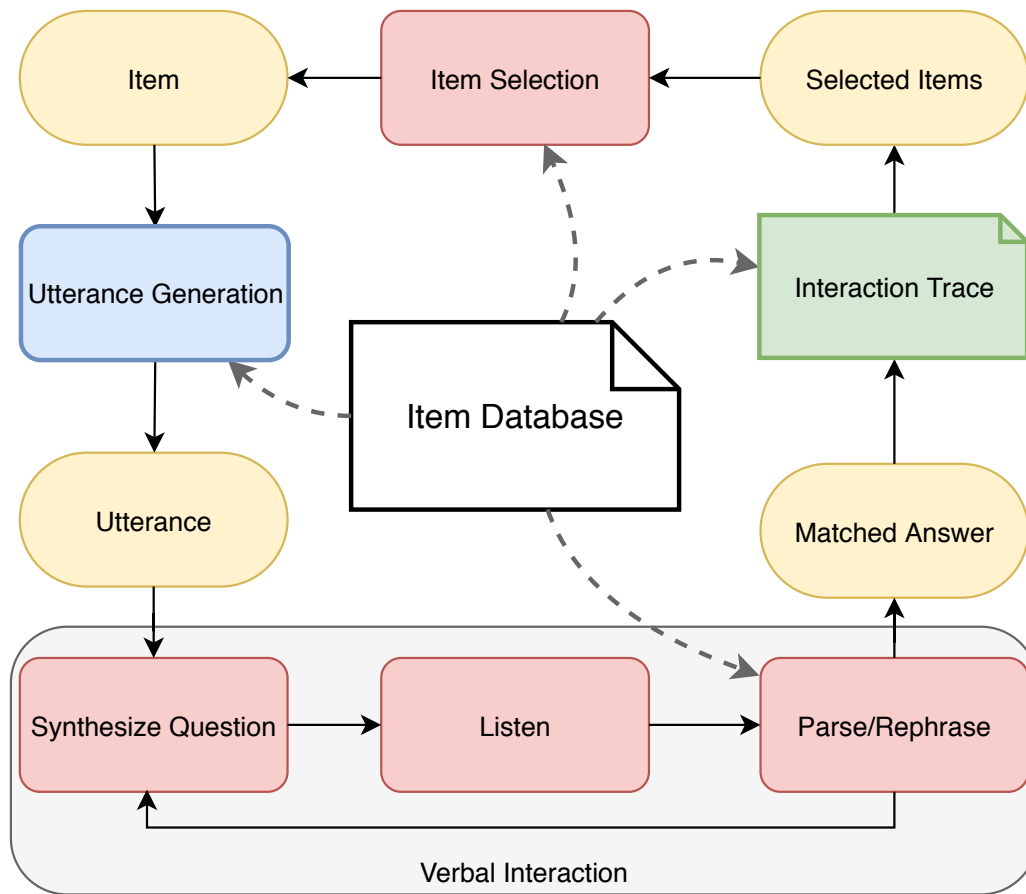 Item
Item Selection
Selected Items
Utterance Generation
Interaction Trace
Item Database
Utterance
Matched Answer
Synthesize Question
Listen
Parse/Rephrase
Verbal Interaction